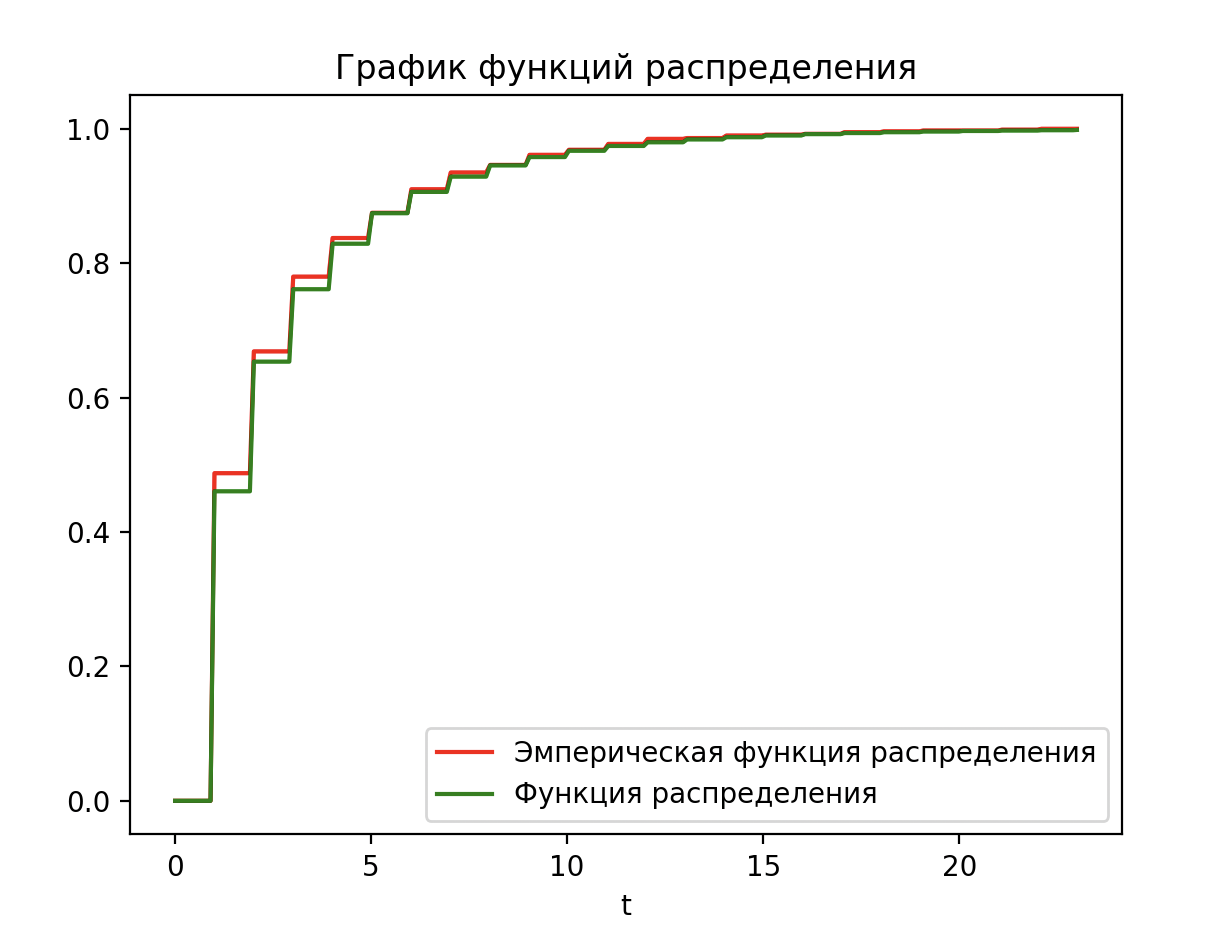 График функций распределения
1.0
0.8
0.6
0.4
0.2
0.0
Эмперическая функция распределения
Функция распределения
0 5 10 15 20
t